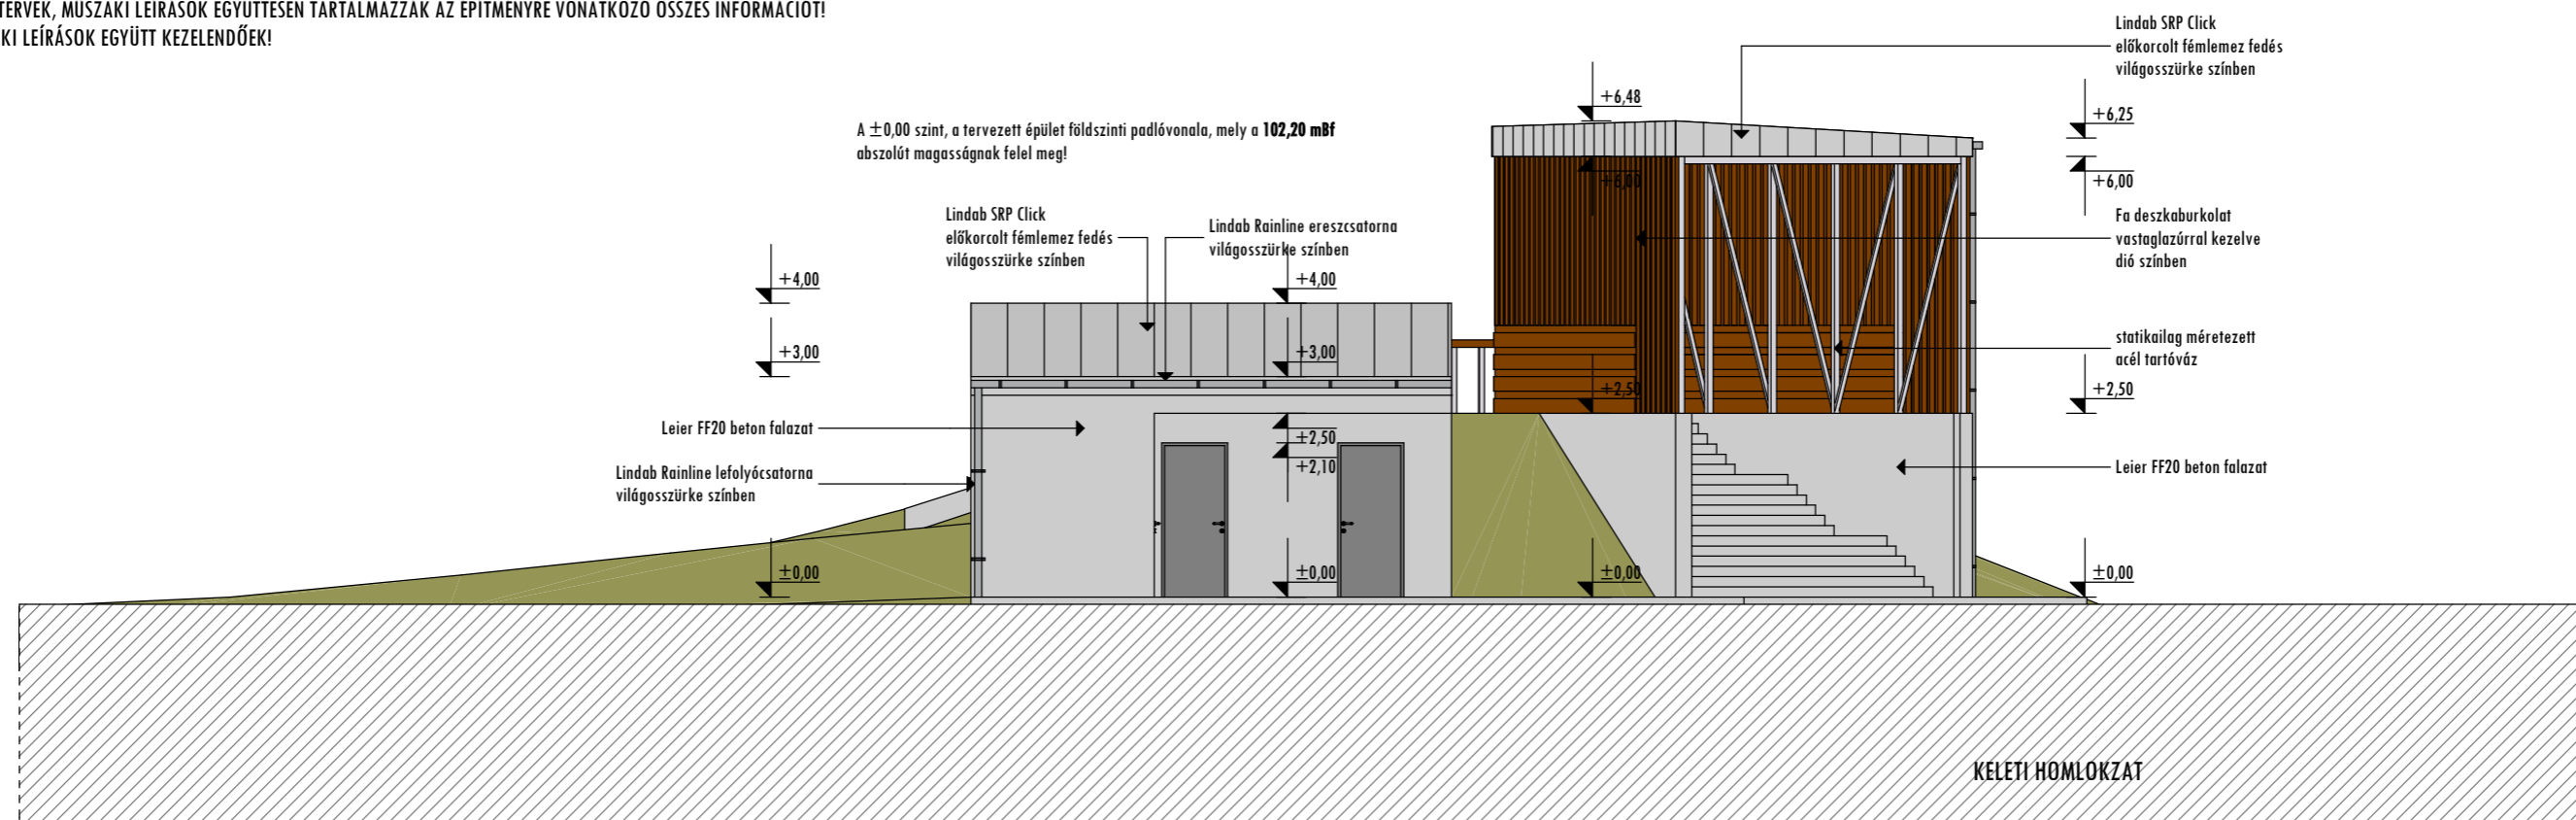 TERVEK, MŰSZAKI LEÍRÁSOK EGYÜTTESEN TARTALMAZZÁK AZ ÉPÍTMÉNYRE VONATKOZÓ ÖSSZES INFORMÁCIÓT!
KI LEÍRÁSOK EGYÜTT KEZELENDŐEK!
Lindab SRP Click
előkorcolt fémlemez fedés
világosszürke színben
+6,48
+6,25
A ±0,00 szint, a tervezett épület földszinti padlóvonala, mely a 102,20 mBf
abszolút magasságnak felel meg!
+6,00
+6,00
Lindab SRP Click
előkorcolt fémlemez fedés
világosszürke színben
Lindab Rainline ereszcsatorna
világosszürke színben
Fa deszkaburkolat
vastaglazúrral kezelve
dió színben
+4,00
+4,00
+3,00
+3,00
statikailag méretezett
acél tartóváz
+2,50
+2,50
Leier FF20 beton falazat
±2,50
+2,10
Lindab Rainline lefolyócsatorna
világosszürke színben
Leier FF20 beton falazat
±0,00
±0,00
±0,00
±0,00
KELETI HOMLOKZAT